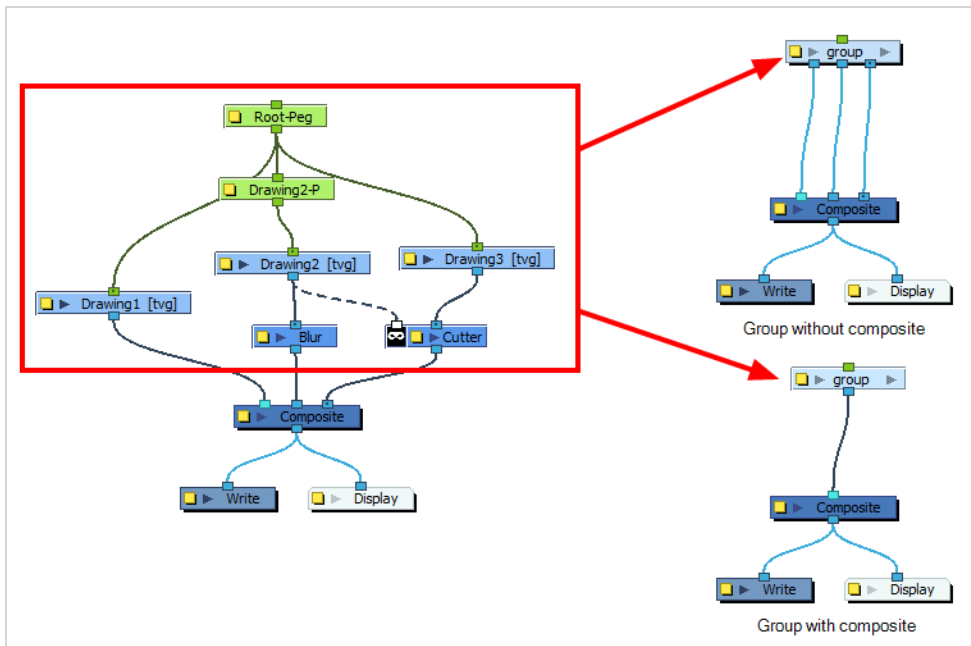 Root-Peg
Drawing2-P
Drawing2 [tvg]
Drawing3 [tvg]
Drawing1 [tvg]
Blur
Cutter
Composite
Write
Display
group
Composite
Write
Display
Group without composite
group
Composite
Write
Display
Group with composite